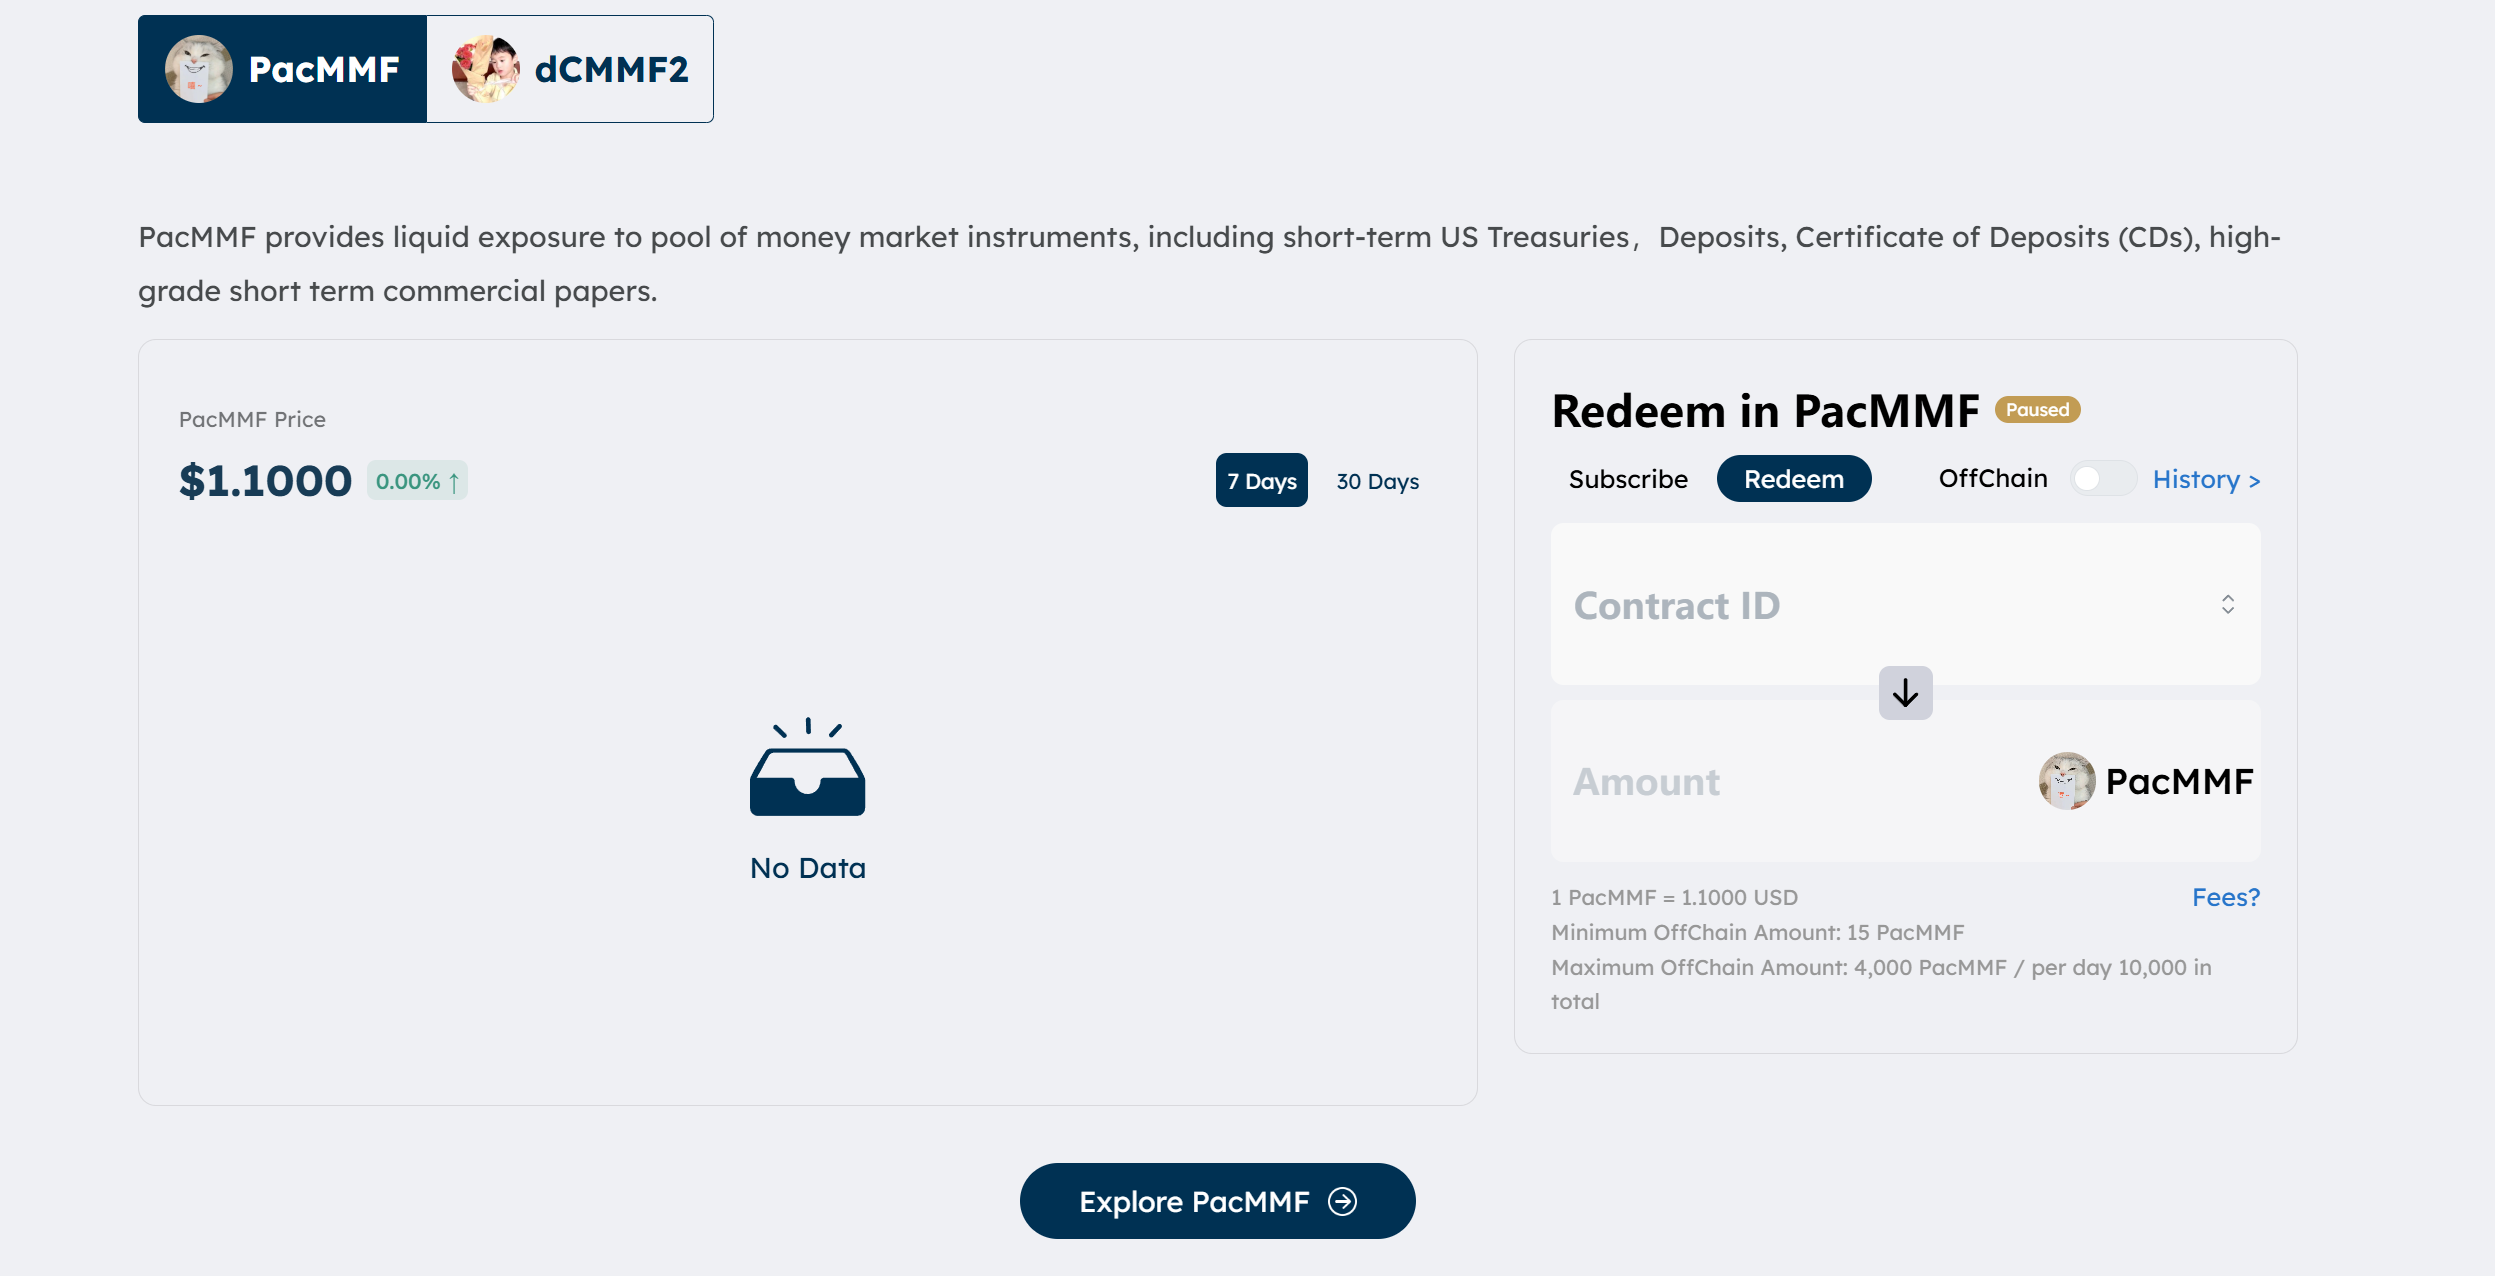 PacMMF
dCMMF2
PacMMF provides liquid exposure to pool of money market instruments, including short-term US Treasuries，Deposits, Certificate of Deposits (CDs), high-
grade short term commercial papers.
PacMMF Price
$1.1000 0.00% ↑
7 Days
30 Days
No Data
Redeem in PacMMF Paused
Subscribe
Redeem
OffChain
History >
Contract ID
Amount
PacMMF
1 PacMMF = 1.1000 USD
Fees?
Minimum OffChain Amount: 15 PacMMF
Maximum OffChain Amount: 4,000 PacMMF / per day 10,000 in
total
Explore PacMMF